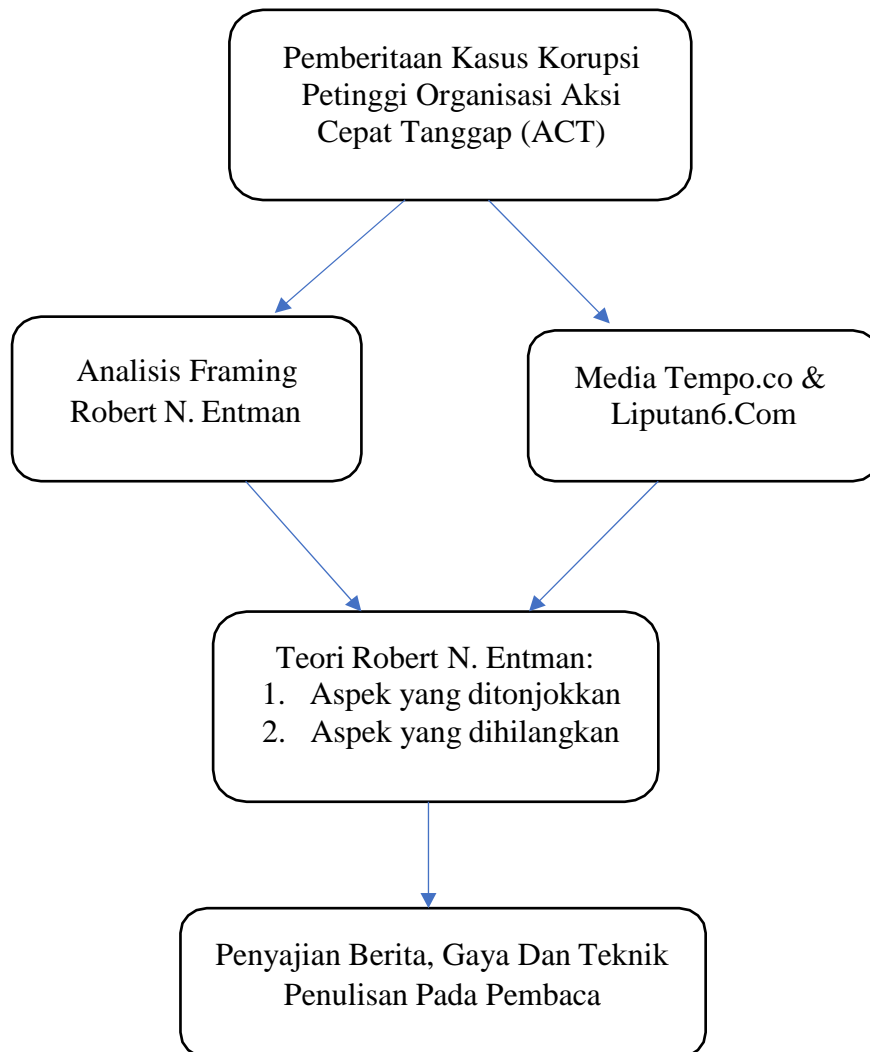 Pemberitaan Kasus Korupsi
Petinggi Organisasi Aksi
Cepat Tanggap (ACT)
Analisis Framing
Robert N. Entman
Media Tempo.co &
Liputan6.Com
Teori Robert N. Entman:
1. Aspek yang ditonjokkan
2. Aspek yang dihilangkan
Penyajian Berita, Gaya Dan Teknik
Penulisan Pada Pembaca